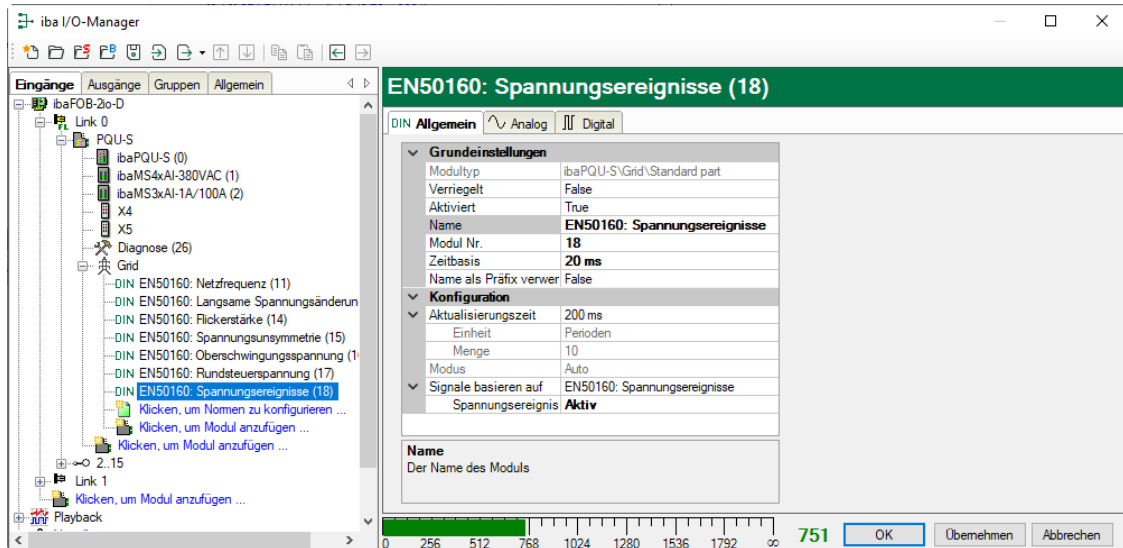 iba I/O-Manager
Eingänge Ausgänge Gruppen Allgemein
ibaFOB-2io-D
Link 0
PQU-S
ibaPQU-S (0)
ibaMS4xAI-380VAC (1)
ibaMS3xAI-1A/100A (2)
X4
X5
Diagnose (26)
Grid
DIN EN50160: Netzfrequenz (11)
DIN EN50160: Langsame Spannungsänderun
DIN EN50160: Flickerstärke (14)
DIN EN50160: Spannungsunsymmetrie (15)
DIN EN50160: Oberschwingungsspannung (1
DIN EN50160: Rundsteuerspannung (17)
DIN EN50160: Spannungsereignisse (18)
Klicken, um Normen zu konfigurieren ...
Klicken, um Modul anzufügen ...
Klicken, um Modul anzufügen ...
2..15
Link 1
Klicken, um Modul anzufügen ...
Playback
EN50160: Spannungsereignisse (18)
DIN Allgemein Analog Digital
Grundeinstellungen
Modultyp ibaPQU-S\Grid\Standard part
Verriegelt False
Aktiviert True
Name EN50160: Spannungsereignisse
Modul Nr. 18
Zeitbasis 20 ms
Name als Präfix verwer False
Konfiguration
Aktualisierungszeit 200 ms
Einheit Perioden
Menge 10
Modus Auto
Signale basieren auf EN50160: Spannungsereignisse
Spannungsereignis Aktiv
Name
Der Name des Moduls
0 256 512 768 1024 1280 1536 1792 ∞
751 OK Übernehmen Abbrechen